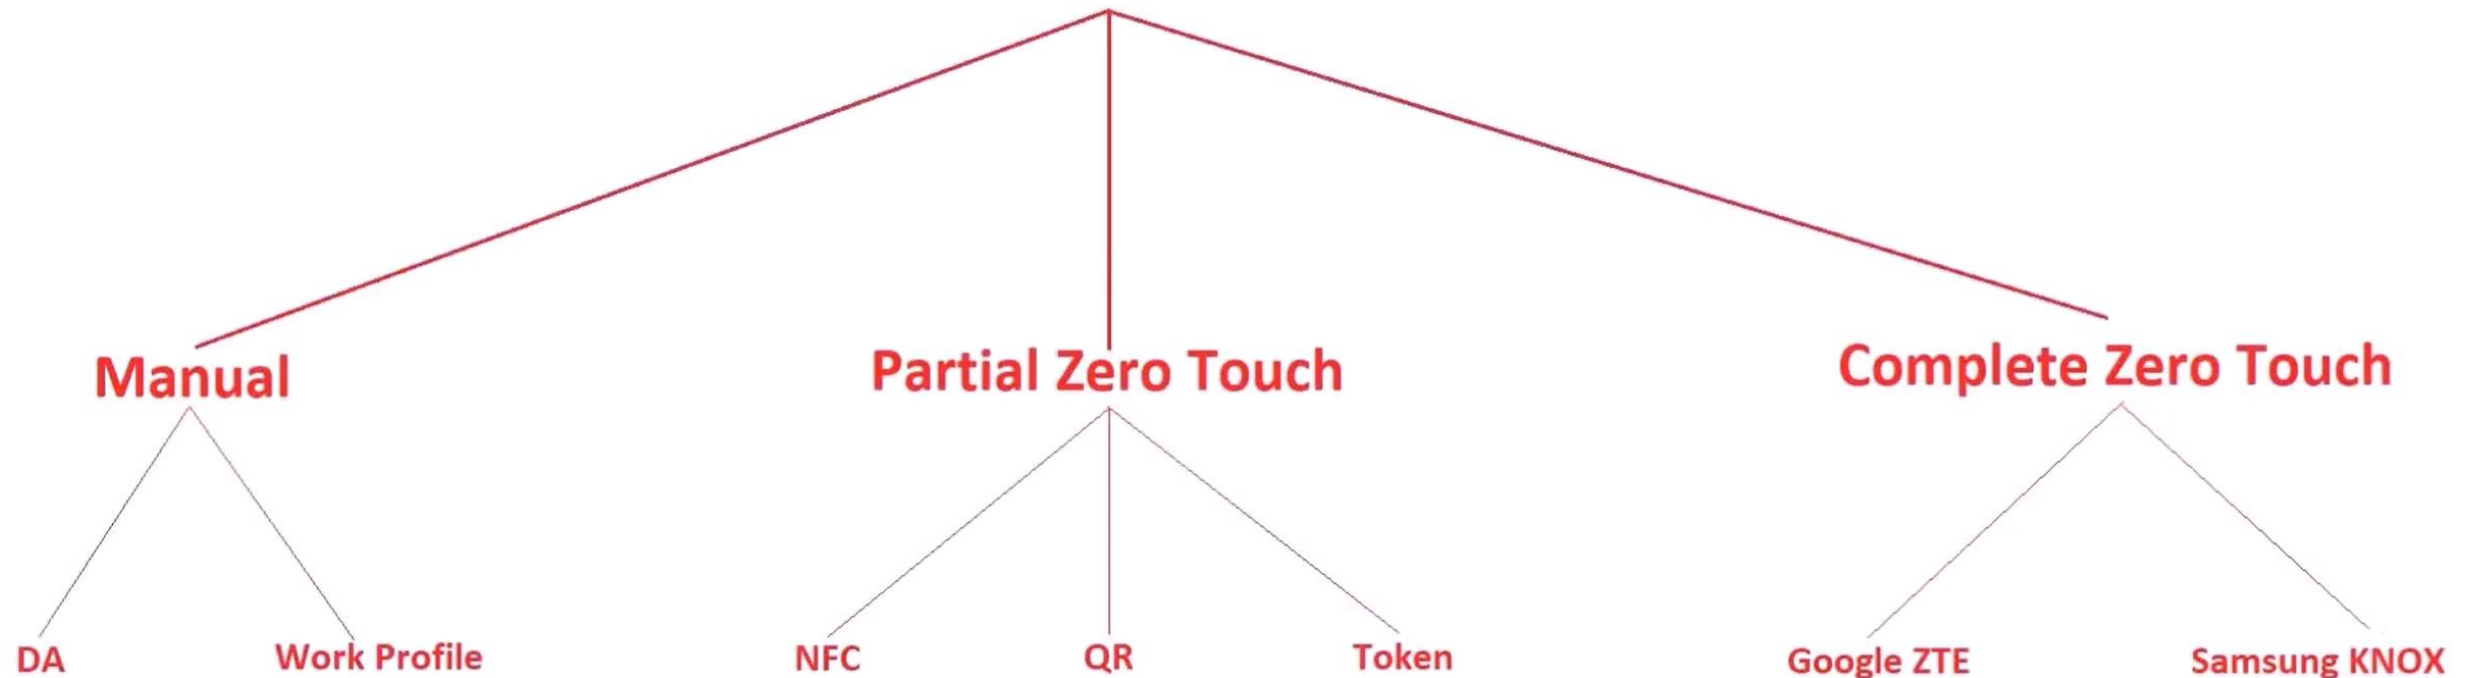 Manual
Partial Zero Touch
Complete Zero Touch
DA
Work Profile
NFC
QR
Token
Google ZTE
Samsung KNOX